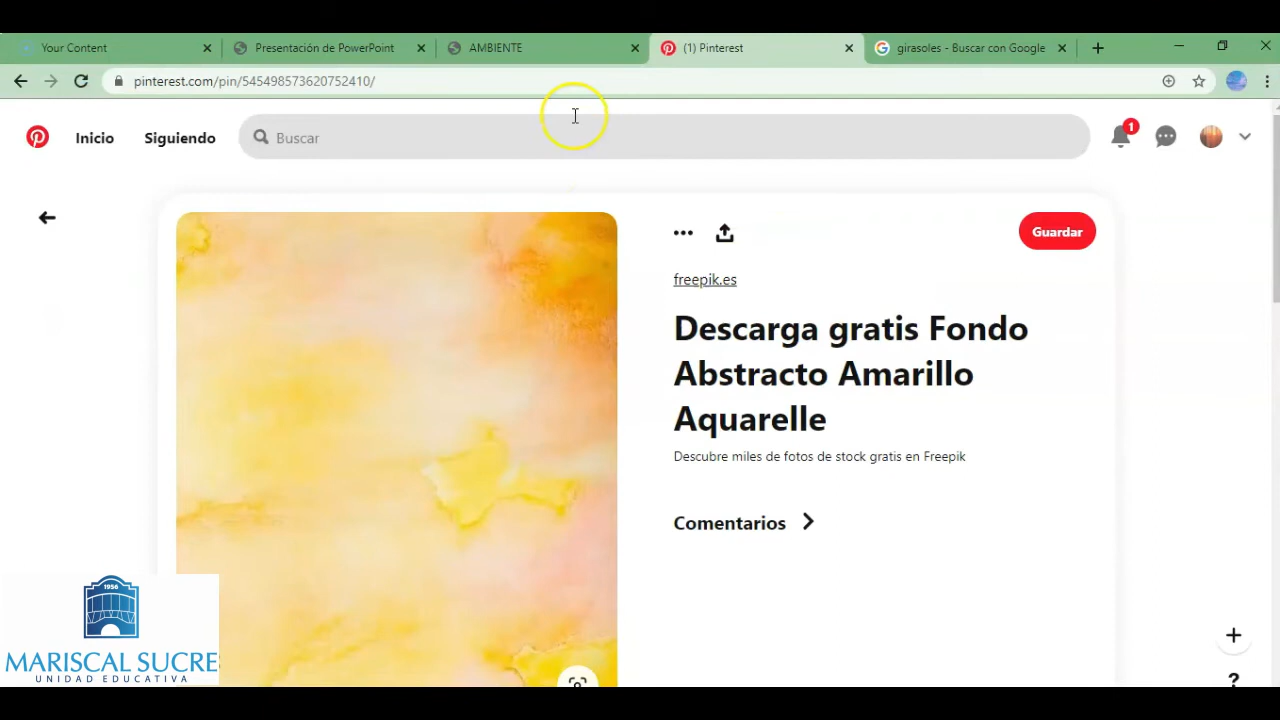 Your Content
Presentación de PowerPoint
AMBIENTE
(1) Pinterest
girasoles - Buscar con Google
pinterest.com/pin/545498573620752410/
Inicio
Siguiendo
Buscar
1
Guardar
freepik.es
Descarga gratis Fondo
Abstracto Amarillo
Aquarelle
Descubre miles de fotos de stock gratis en Freepik
Comentarios
1956
MARISCAL SUCRE
UNIDAD EDUCATIVA
?